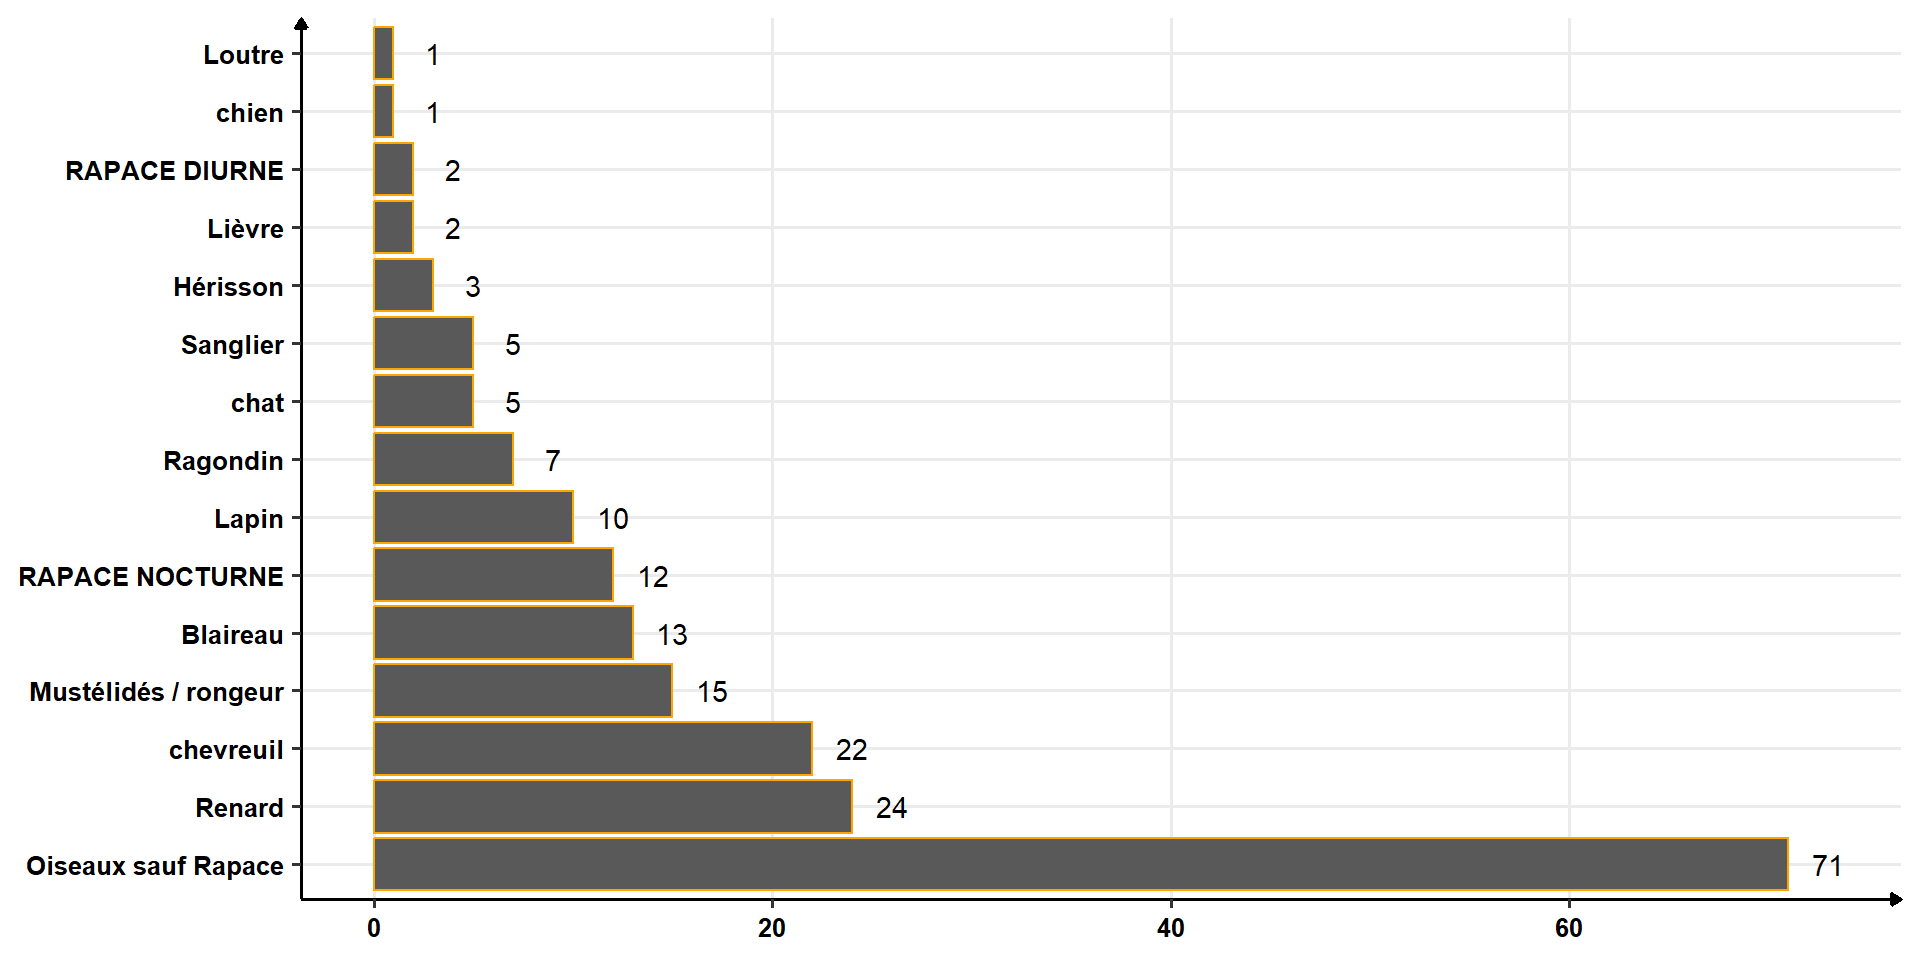 Loutre 1
chien 1
RAPACE DIURNE 2
Lièvre 2
Hérisson 3
Sanglier 5
chat 5
Ragondin 7
Lapin 10
RAPACE NOCTURNE 12
Blaireau 13
Mustélidés / rongeur 15
chevreuil 22
Renard 24
Oiseaux sauf Rapace 71
0 20 40 60